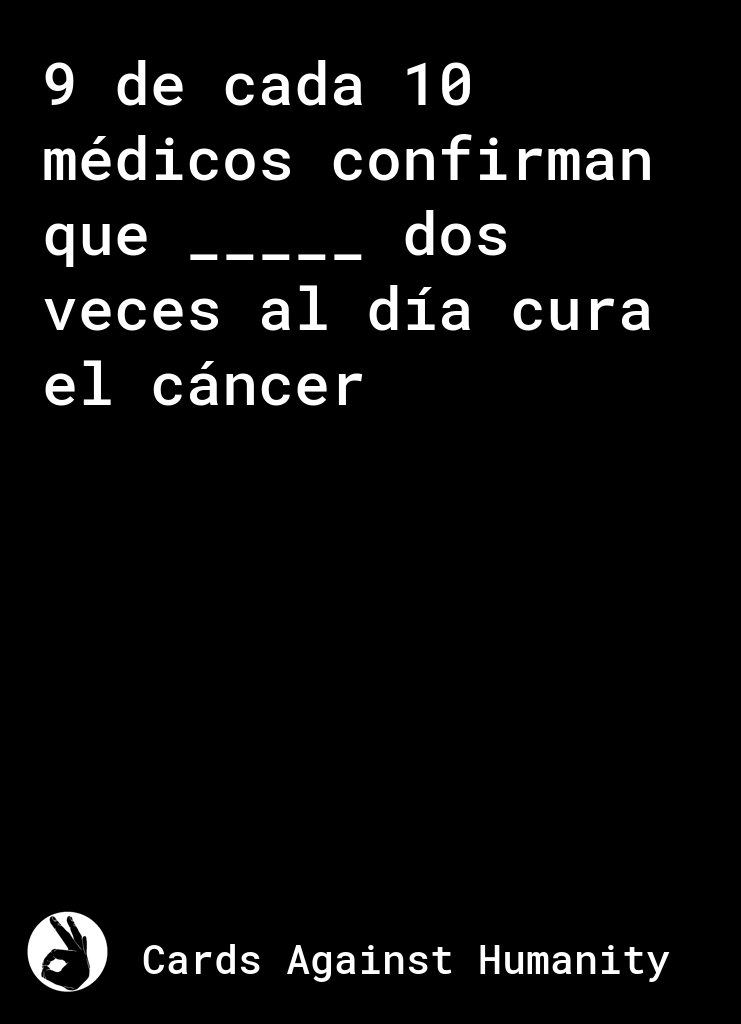 9 de cada 10
médicos confirman
que _____ dos
veces al día cura
el cáncer
Cards Against Humanity